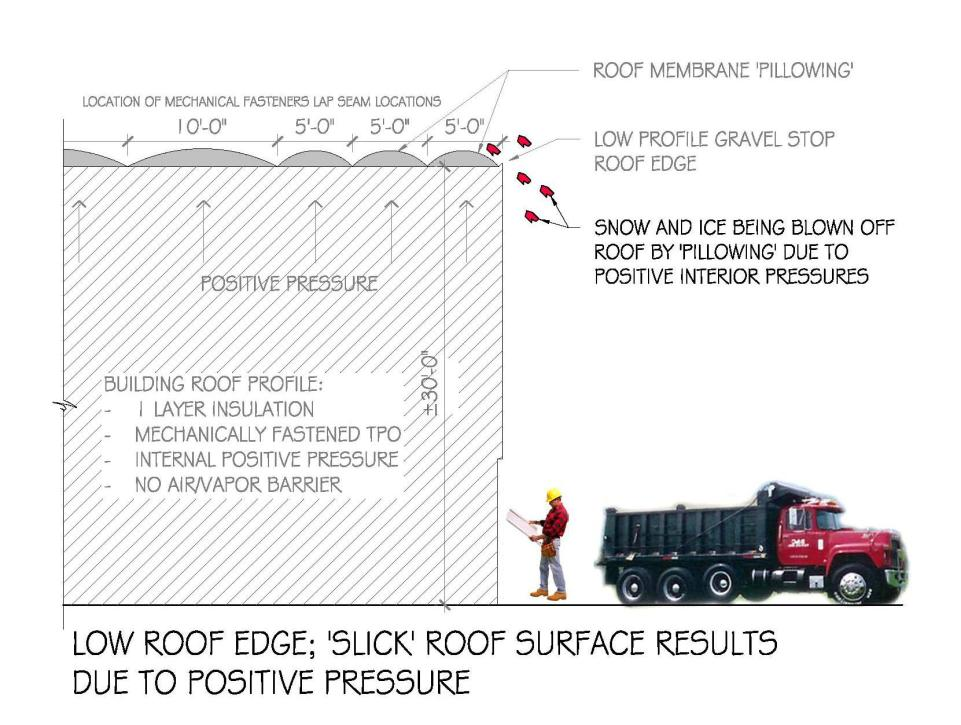 ROOF MEMBRANE 'PILLOWING'
LOCATION OF MECHANICAL FASTENERS LAP SEAM LOCATIONS
10'-0" 5'-0" 5'-0" 5'-0"
LOW PROFILE GRAVEL STOP
ROOF EDGE
SNOW AND ICE BEING BLOWN OFF
ROOF BY 'PILLOWING' DUE TO
POSITIVE INTERIOR PRESSURES
POSITIVE PRESSURE
±30'-0"
BUILDING ROOF PROFILE:
- 1 LAYER INSULATION
- MECHANICALLY FASTENED TPO
- INTERNAL POSITIVE PRESSURE
- NO AIR/VAPOR BARRIER
LOW ROOF EDGE; 'SLICK' ROOF SURFACE RESULTS
DUE TO POSITIVE PRESSURE